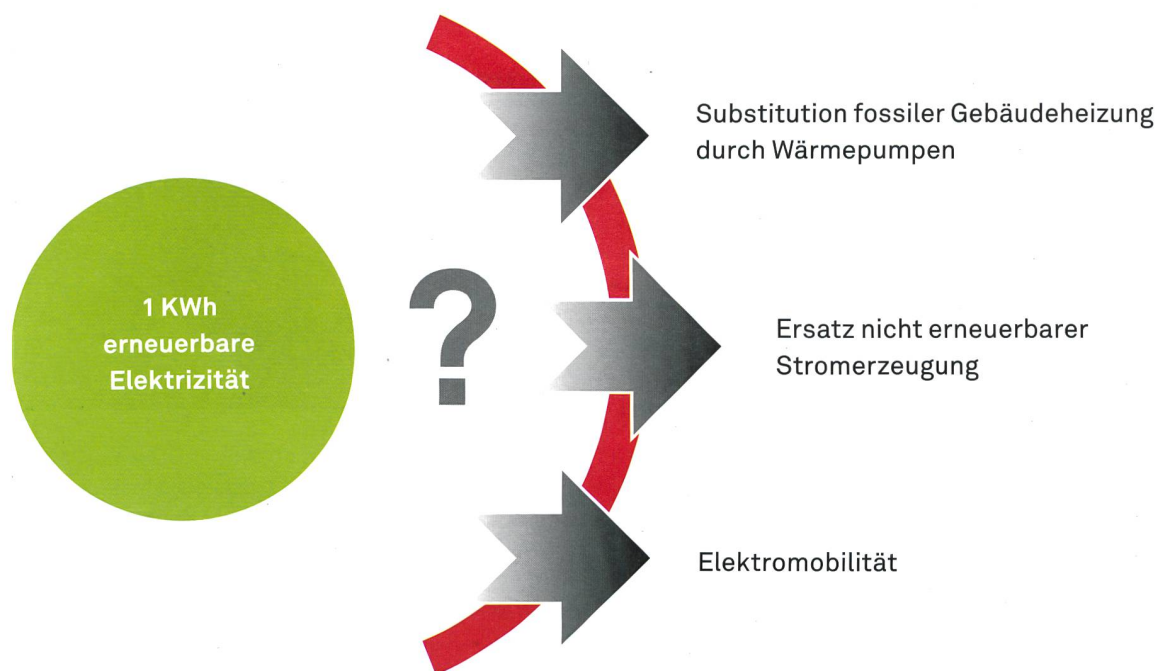 Substitution fossiler Gebäudeheizung
durch Wärmepumpen
1 KWh
erneuerbare
Elektrizität
?
Ersatz nicht erneuerbarer
Stromerzeugung
Elektromobilität